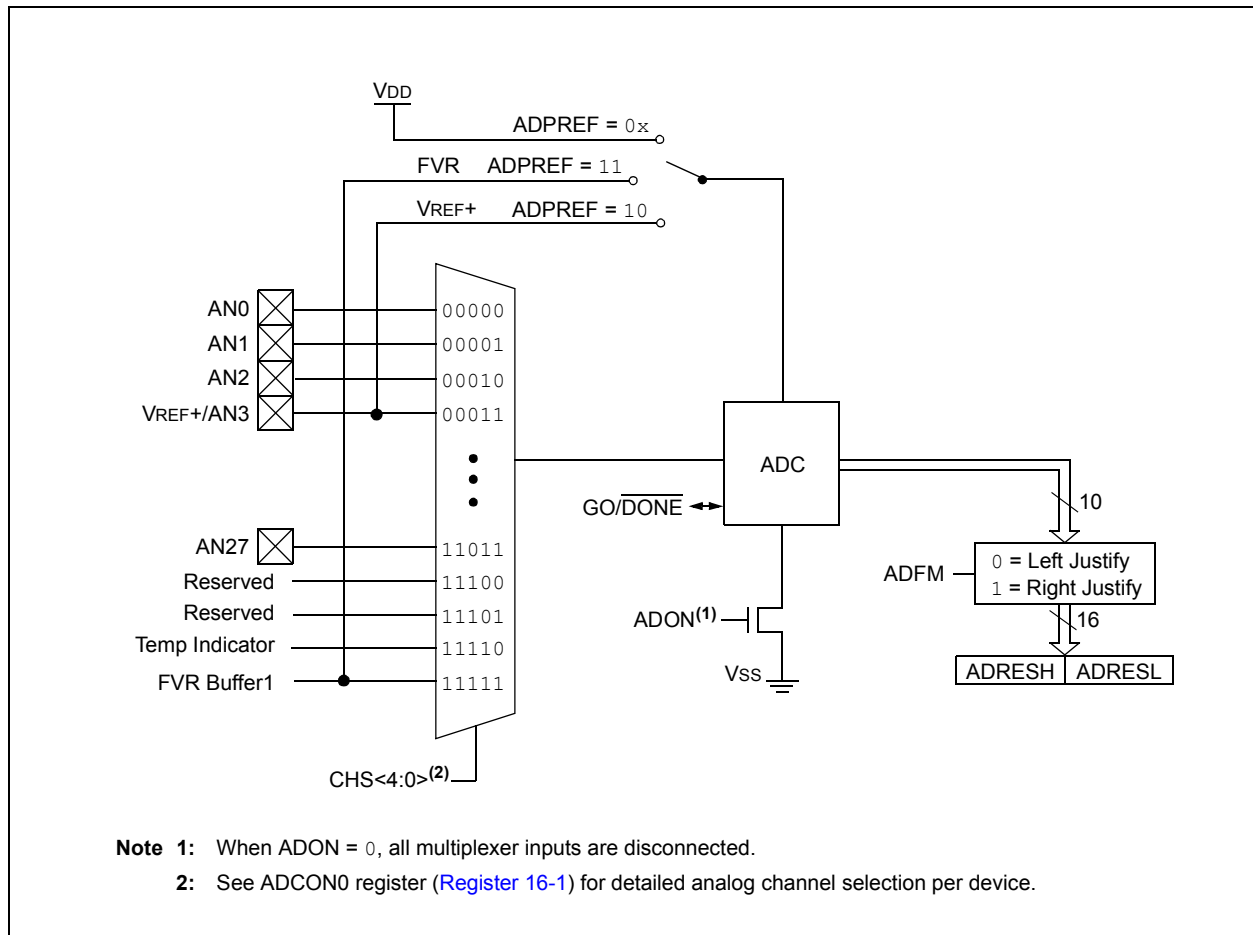 VDD
ADPREF = 0x
FVR ADPREF = 11
VREF+ ADPREF = 10
AN0 00000
AN1 00001
AN2 00010
VREF+/AN3 00011
ADC
GO/DONE
10
AN27 11011
0 = Left Justify
ADFM
Reserved 11100
1 = Right Justify
Reserved 11101
ADON(1)
16
Temp Indicator 11110
VSS
ADRESH ADRESL
FVR Buffer1 11111
CHS<4:0>(2)
Note 1: When ADON = 0, all multiplexer inputs are disconnected.
2: See ADCON0 register (Register 16-1) for detailed analog channel selection per device.